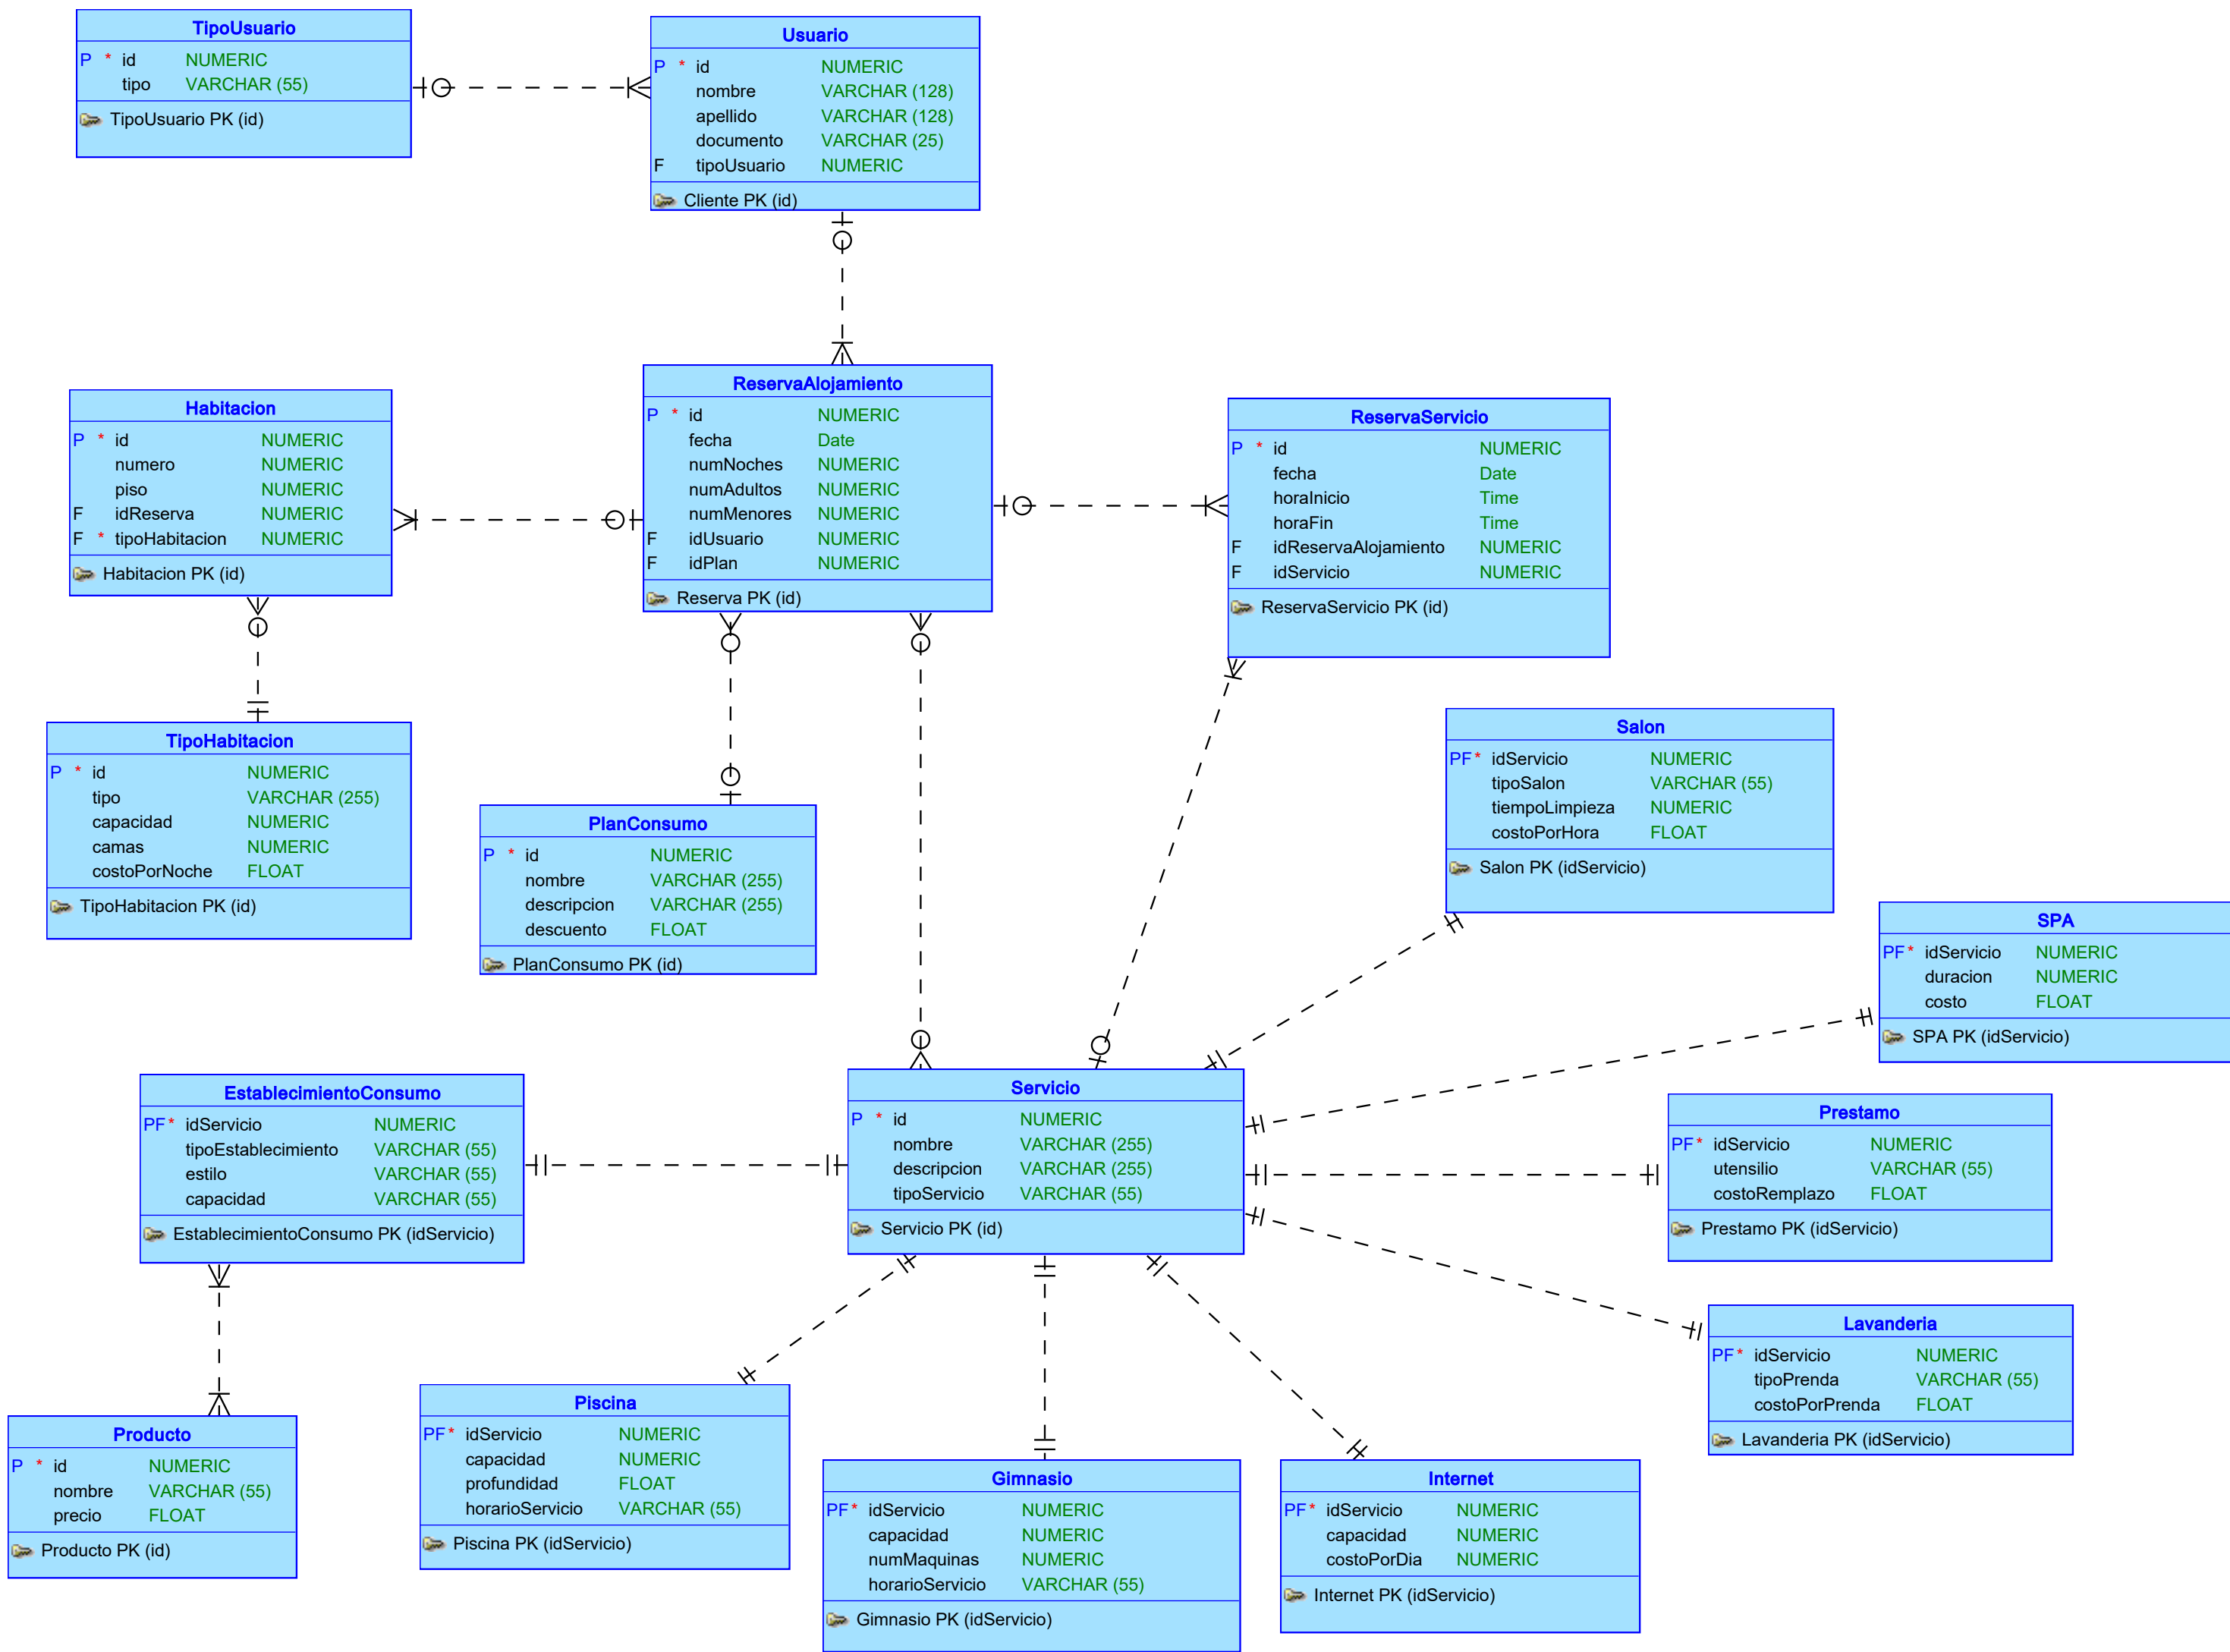 TipoUsuario
P * id NUMERIC
tipo VARCHAR (55)
TipoUsuario PK (id)
Usuario
P * id NUMERIC
nombre VARCHAR (128)
apellido VARCHAR (128)
documento VARCHAR (25)
F tipoUsuario NUMERIC
Cliente PK (id)
Habitacion
P * id NUMERIC
numero NUMERIC
piso NUMERIC
F idReserva NUMERIC
F * tipoHabitacion NUMERIC
Habitacion PK (id)
ReservaAlojamiento
P * id NUMERIC
fecha Date
numNoches NUMERIC
numAdultos NUMERIC
numMenores NUMERIC
F idUsuario NUMERIC
F idPlan NUMERIC
Reserva PK (id)
ReservaServicio
P * id NUMERIC
fecha Date
horaInicio Time
horaFin Time
F idReservaAlojamiento NUMERIC
F idServicio NUMERIC
ReservaServicio PK (id)
TipoHabitacion
P * id NUMERIC
tipo VARCHAR (255)
capacidad NUMERIC
camas NUMERIC
costoPorNoche FLOAT
TipoHabitacion PK (id)
PlanConsumo
P * id NUMERIC
nombre VARCHAR (255)
descripcion VARCHAR (255)
descuento FLOAT
PlanConsumo PK (id)
Salon
PF* idServicio NUMERIC
tipoSalon VARCHAR (55)
tiempoLimpieza NUMERIC
costoPorHora FLOAT
Salon PK (idServicio)
SPA
PF* idServicio NUMERIC
duracion NUMERIC
costo FLOAT
SPA PK (idServicio)
EstablecimientoConsumo
PF* idServicio NUMERIC
tipoEstablecimiento VARCHAR (55)
estilo VARCHAR (55)
capacidad VARCHAR (55)
EstablecimientoConsumo PK (idServicio)
Servicio
P * id NUMERIC
nombre VARCHAR (255)
descripcion VARCHAR (255)
tipoServicio VARCHAR (55)
Servicio PK (id)
Prestamo
PF* idServicio NUMERIC
utensilio VARCHAR (55)
costoRemplazo FLOAT
Prestamo PK (idServicio)
Lavanderia
PF* idServicio NUMERIC
tipoPrenda VARCHAR (55)
costoPorPrenda FLOAT
Lavanderia PK (idServicio)
Producto
P * id NUMERIC
nombre VARCHAR (55)
precio FLOAT
Producto PK (id)
Piscina
PF* idServicio NUMERIC
capacidad NUMERIC
profundidad FLOAT
horarioServicio VARCHAR (55)
Piscina PK (idServicio)
Gimnasio
PF* idServicio NUMERIC
capacidad NUMERIC
numMaquinas NUMERIC
horarioServicio VARCHAR (55)
Gimnasio PK (idServicio)
Internet
PF* idServicio NUMERIC
capacidad NUMERIC
costoPorDia NUMERIC
Internet PK (idServicio)